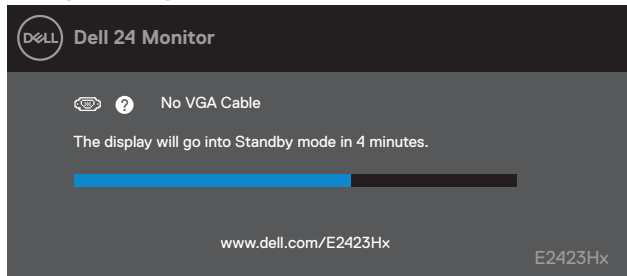 DELL Dell 24 Monitor
? No VGA Cable
The display will go into Standby mode in 4 minutes.
www.dell.com/E2423Hx
E2423Hx